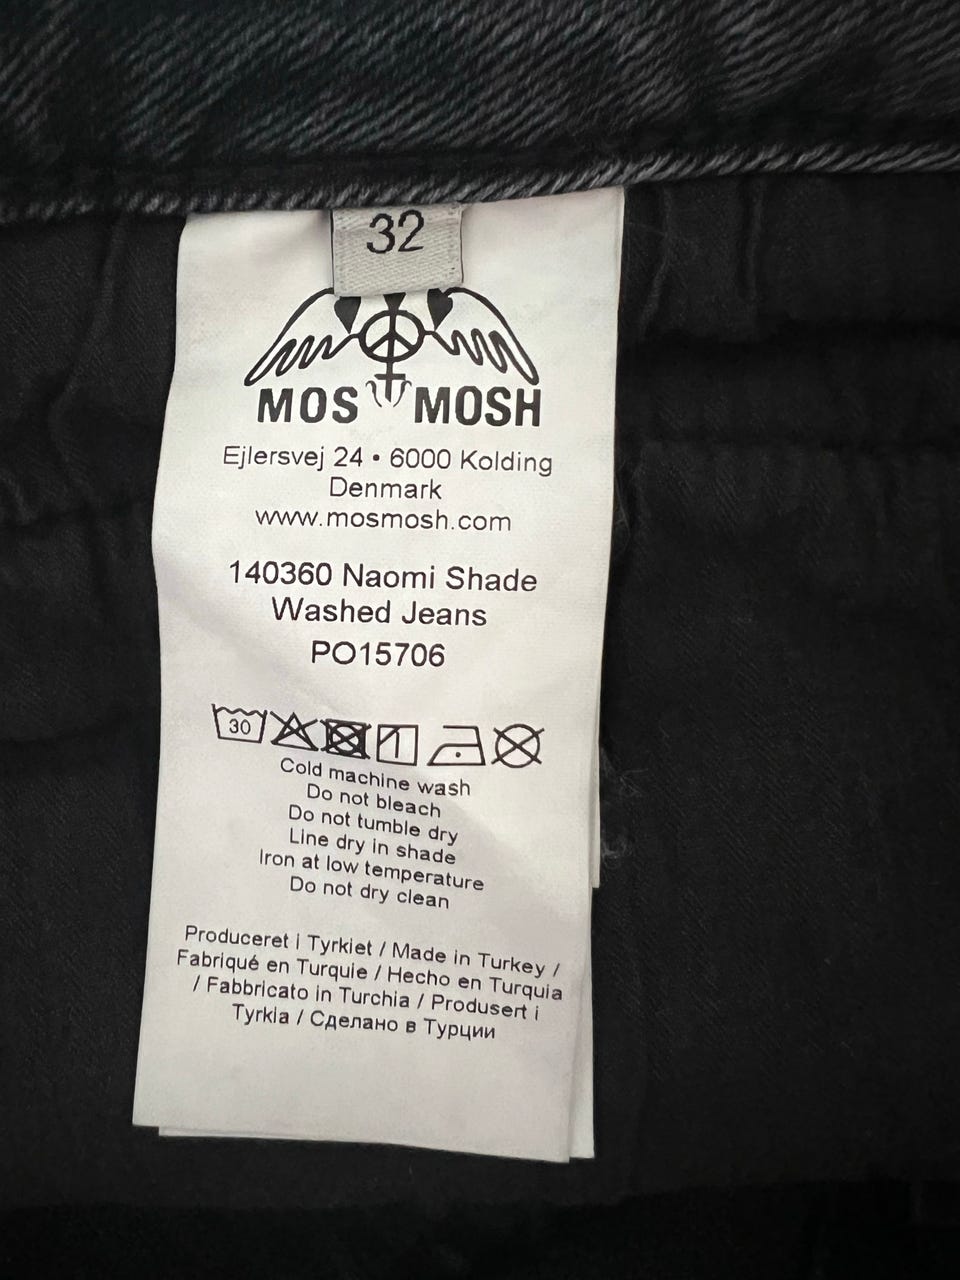 32
MOS MOSH
Ejlersvej 24 • 6000 Kolding
Denmark
www.mosmosh.com
140360 Naomi Shade
Washed Jeans
PO15706
30
Cold machine wash
Do not bleach
Do not tumble dry
Line dry in shade
Iron at low temperature
Do not dry clean
Produceret i Tyrkiet / Made in Turkey /
Fabriqué en Turquie / Hecho en Turquia
/ Fabbricato in Turchia / Produsert i
Tyrkia / Сделано в Турции